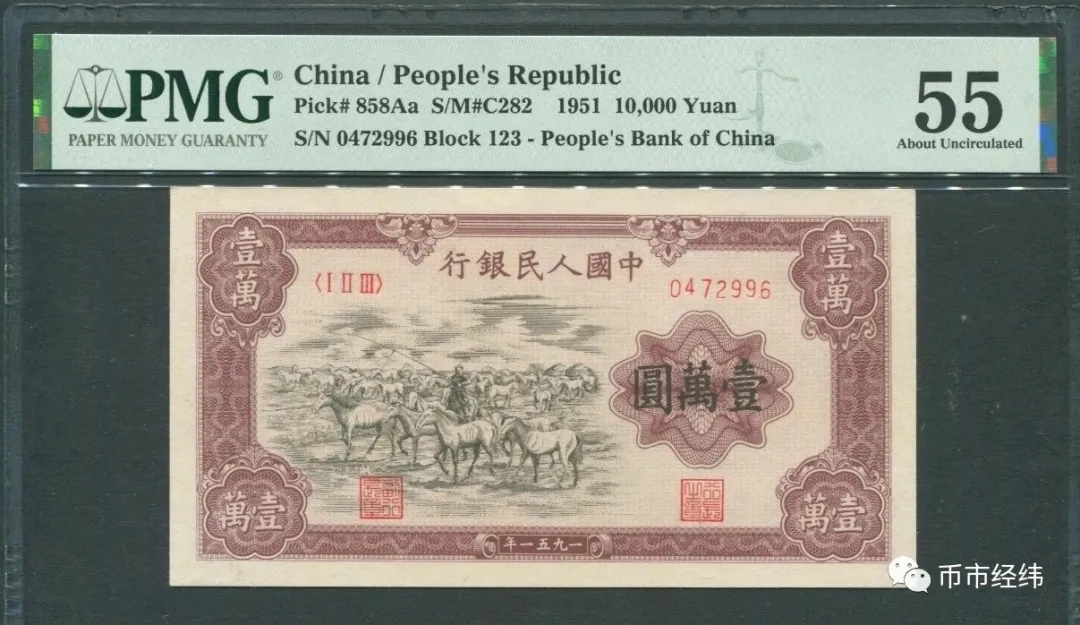 PMG®
PAPER MONEY GUARANTY
China / People's Republic
Pick# 858Aa S/M#C282 1951 10,000 Yuan
S/N 0472996 Block 123 - People's Bank of China
55
About Uncirculated
壹萬
行銀民人國中
壹萬
〈I II III〉
0472996
圓萬壹
萬壹
年一五九一
萬壹
币市经纬